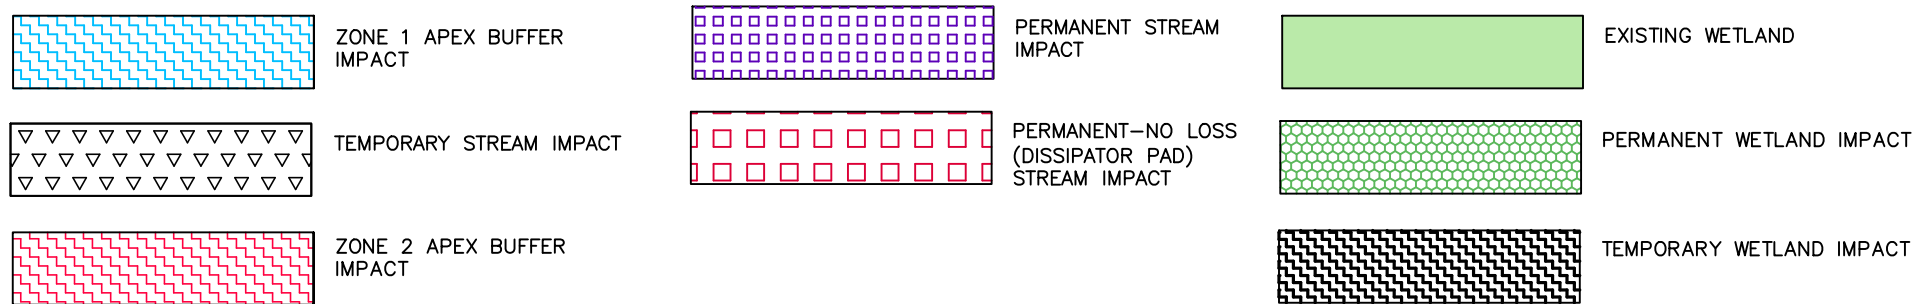 ZONE 1 APEX BUFFER
IMPACT
TEMPORARY STREAM IMPACT
ZONE 2 APEX BUFFER
IMPACT
PERMANENT STREAM
IMPACT
PERMANENT-NO LOSS
(DISSIPATOR PAD)
STREAM IMPACT
EXISTING WETLAND
PERMANENT WETLAND IMPACT
TEMPORARY WETLAND IMPACT